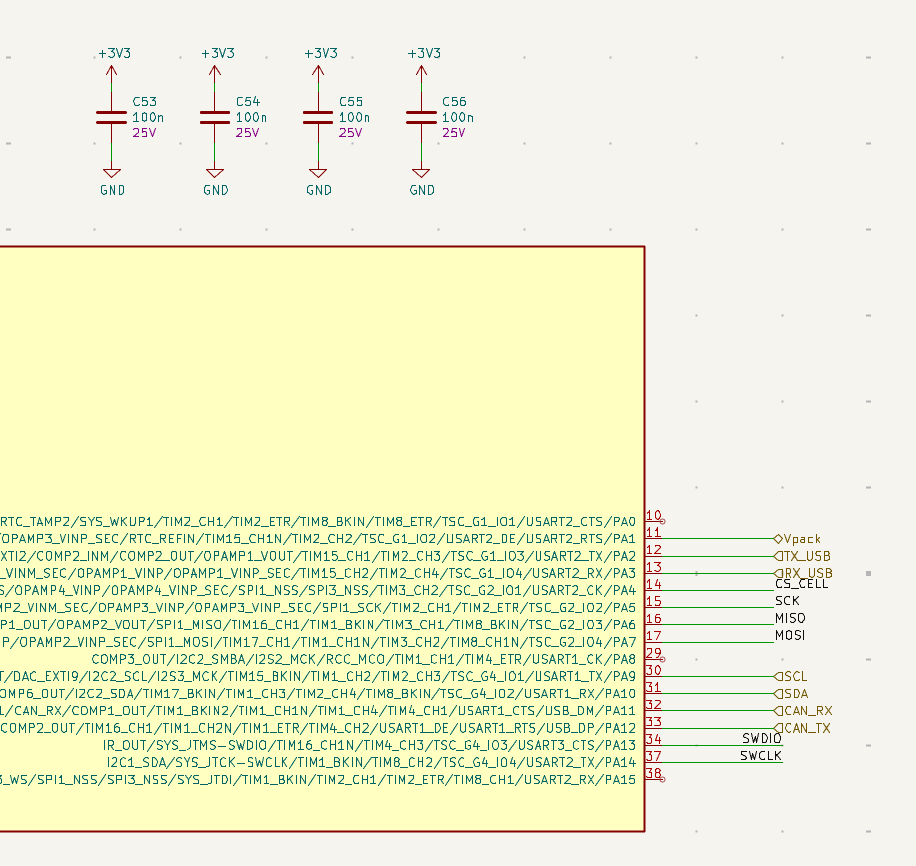 +3V3 +3V3 +3V3 +3V3
C53 C54 C55 C56
100n 100n 100n 100n
25V 25V 25V 25V
GND GND GND GND
RTC_TAMP2/SYS_WKUP1/TIM2_CH1/TIM2_ETR/TIM8_BKIN/TIM8_ETR/TSC_G1_IO1/USART2_CTS/PA0 10
/OPAMP3_VINP_SEC/RTC_REFIN/TIM15_CH1N/TIM2_CH2/TSC_G1_IO2/USART2_DE/USART2_RTS/PA1 11 Vpack
EXTI2/COMP2_INM/COMP2_OUT/OPAMP1_VOUT/TIM15_CH1/TIM2_CH3/TSC_G1_IO3/USART2_TX/PA2 12 TX_USB
_VINM_SEC/OPAMP1_VINP/OPAMP1_VINP_SEC/TIM15_CH2/TIM2_CH4/TSC_G1_IO4/USART2_RX/PA3 13 RX_USB
S/OPAMP4_VINP/OPAMP4_VINP_SEC/SPI1_NSS/SPI3_NSS/TIM3_CH2/TSC_G2_IO1/USART2_CK/PA4 14 CS_CELL
MP2_VINM_SEC/OPAMP3_VINP/OPAMP3_VINP_SEC/SPI1_SCK/TIM2_CH1/TIM2_ETR/TSC_G2_IO2/PA5 15 SCK
P1_OUT/OPAMP2_VOUT/SPI1_MISO/TIM16_CH1/TIM1_BKIN/TIM3_CH1/TIM8_BKIN/TSC_G2_IO3/PA6 16 MISO
P/OPAMP2_VINP_SEC/SPI1_MOSI/TIM17_CH1/TIM1_CH1N/TIM3_CH2/TIM8_CH1N/TSC_G2_IO4/PA7 17 MOSI
COMP3_OUT/I2C2_SMBA/I2S2_MCK/RCC_MCO/TIM1_CH1/TIM4_ETR/USART1_CK/PA8 29
T/DAC_EXTI9/I2C2_SCL/I2S3_MCK/TIM15_BKIN/TIM1_CH2/TIM2_CH3/TSC_G4_IO1/USART1_TX/PA9 30 SCL
OMP6_OUT/I2C2_SDA/TIM17_BKIN/TIM1_CH3/TIM2_CH4/TIM8_BKIN/TSC_G4_IO2/USART1_RX/PA10 31 SDA
L/CAN_RX/COMP1_OUT/TIM1_BKIN2/TIM1_CH1N/TIM4_CH1/USART1_CTS/USB_DM/PA11 32 CAN_RX
COMP2_OUT/TIM16_CH1/TIM1_CH2N/TIM1_ETR/TIM4_CH2/USART1_DE/USART1_RTS/USB_DP/PA12 33 CAN_TX
IR_OUT/SYS_JTMS-SWDIO/TIM16_CH1N/TIM4_CH3/TSC_G4_IO3/USART3_CTS/PA13 34 SWDIO
I2C1_SDA/SYS_JTCK-SWCLK/TIM1_BKIN/TIM8_CH2/TSC_G4_IO4/USART2_TX/PA14 37 SWCLK
3_WS/SPI1_NSS/SPI3_NSS/SYS_JTDI/TIM1_BKIN/TIM2_CH1/TIM2_ETR/TIM8_CH1/USART2_RX/PA15 38